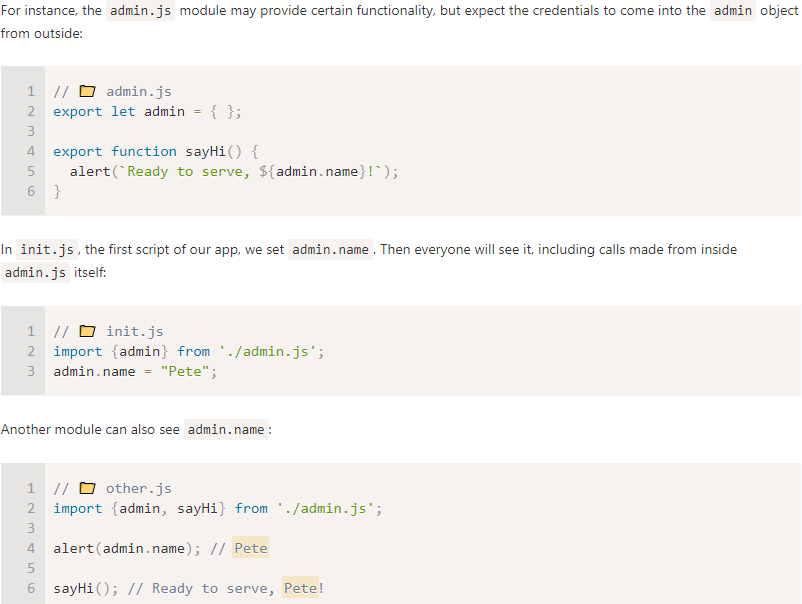 For instance, the admin.js module may provide certain functionality, but expect the credentials to come into the admin object
from outside:
1 // 📁 admin.js
2 export let admin = { };
3
4 export function sayHi() {
5   alert(`Ready to serve, ${admin.name}!`);
6 }
In init.js, the first script of our app, we set admin.name. Then everyone will see it, including calls made from inside
admin.js itself:
1 // 📁 init.js
2 import {admin} from './admin.js';
3 admin.name = "Pete";
Another module can also see admin.name:
1 // 📁 other.js
2 import {admin, sayHi} from './admin.js';
3
4 alert(admin.name); // Pete
5
6 sayHi(); // Ready to serve, Pete!